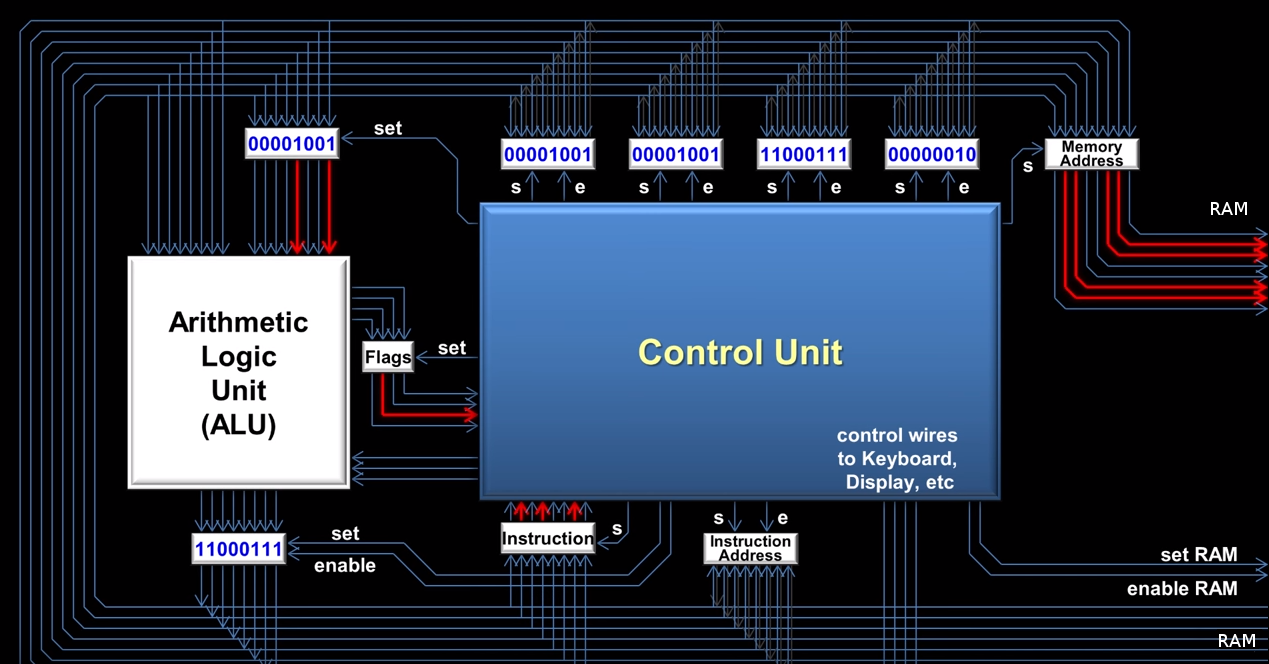 00001001
set
00001001
00001001
11000111
00000010
Memory
Address
s
e
s
e
s
e
s
e
s
RAM
Arithmetic
Logic
Unit
(ALU)
Flags
set
Control Unit
control wires
to Keyboard,
Display, etc
11000111
set
enable
Instruction
s
s
e
Instruction
Address
set RAM
enable RAM
RAM